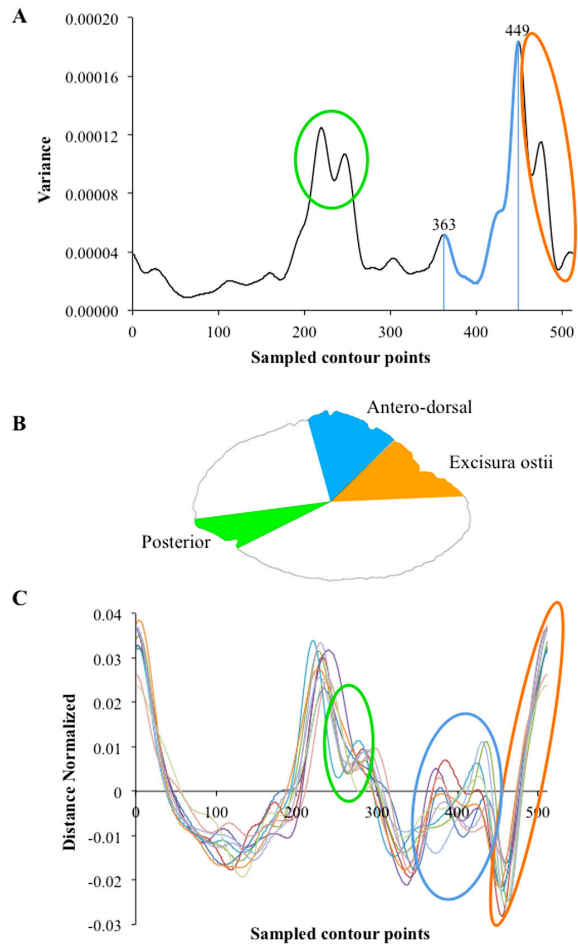 A
0.00020
449
0.00016
0.00012
Variance
0.00008
363
0.00004
0.00000
0 100 200 300 400 500
Sampled contour points
B
Antero-dorsal
Excisura ostii
Posterior
C
0.04
0.03
0.02
Distance Normalized
0.01
0
0 100 200 300 400 500
-0.01
-0.02
-0.03
Sampled contour points